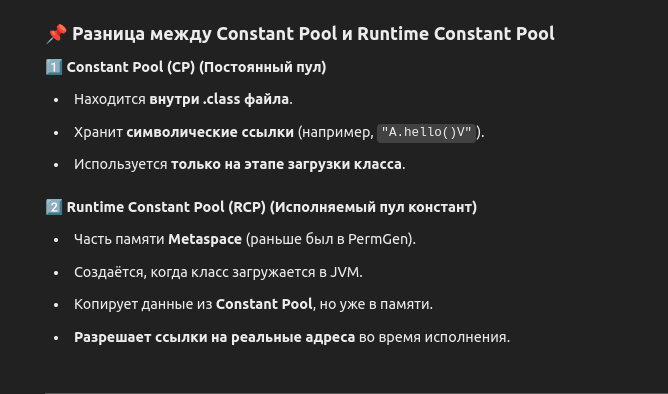 📌 Разница между Constant Pool и Runtime Constant Pool
1️⃣ Constant Pool (CP) (Постоянный пул)
• Находится внутри .class файла.
• Хранит символические ссылки (например, "A.hello()V").
• Используется только на этапе загрузки класса.
2️⃣ Runtime Constant Pool (RCP) (Исполняемый пул констант)
• Часть памяти Metaspace (раньше был в PermGen).
• Создаётся, когда класс загружается в JVM.
• Копирует данные из Constant Pool, но уже в памяти.
• Разрешает ссылки на реальные адреса во время исполнения.